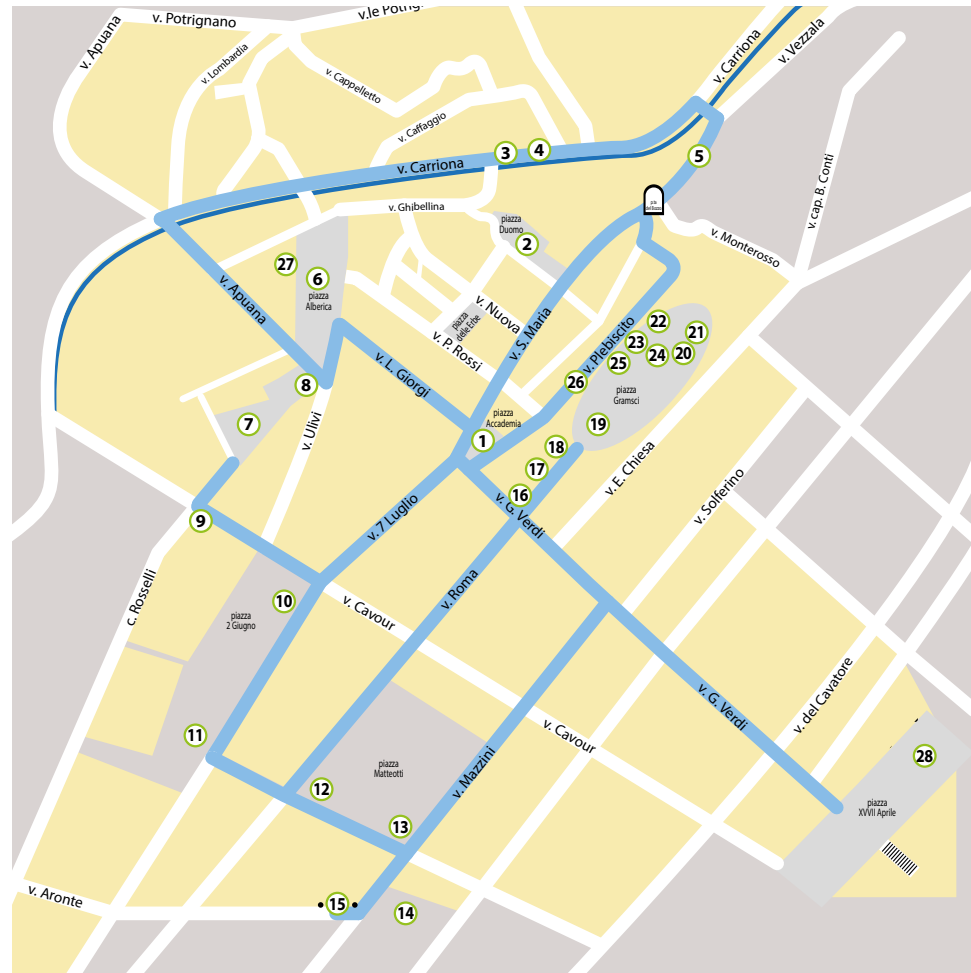 v. Potrignano
v.le Potrig
v. Apuana
v. Lombardia
v. Cappelletto
v. Carriona
v. Vezzala
v. Caffaggio
3
4
5
v. Carriona
v. cap. B. Conti
v. Ghibellina
piazza
Duomo
2
v. Monterosso
27
6
piazza
Alberica
v. Apuana
v. Nuova
piazza
delle Erbe
v. P. Rossi
v. S. Maria
v. Plebiscito
22
21
23
24
20
25
26
piazza
Gramsci
v. L. Giorgi
8
7
v. Ulivi
piazza
Accademia
1
19
18
17
16
v. E. Chiesa
v. Solferino
v. G. Verdi
v. 7 Luglio
9
c. Rosselli
10
piazza
2 Giugno
v. Roma
v. Cavour
v. G. Verdi
v. del Cavatore
v. Cavour
11
12
piazza
Matteotti
13
v. Mazzini
28
piazza
XVVII Aprile
v. Aronte
15
14